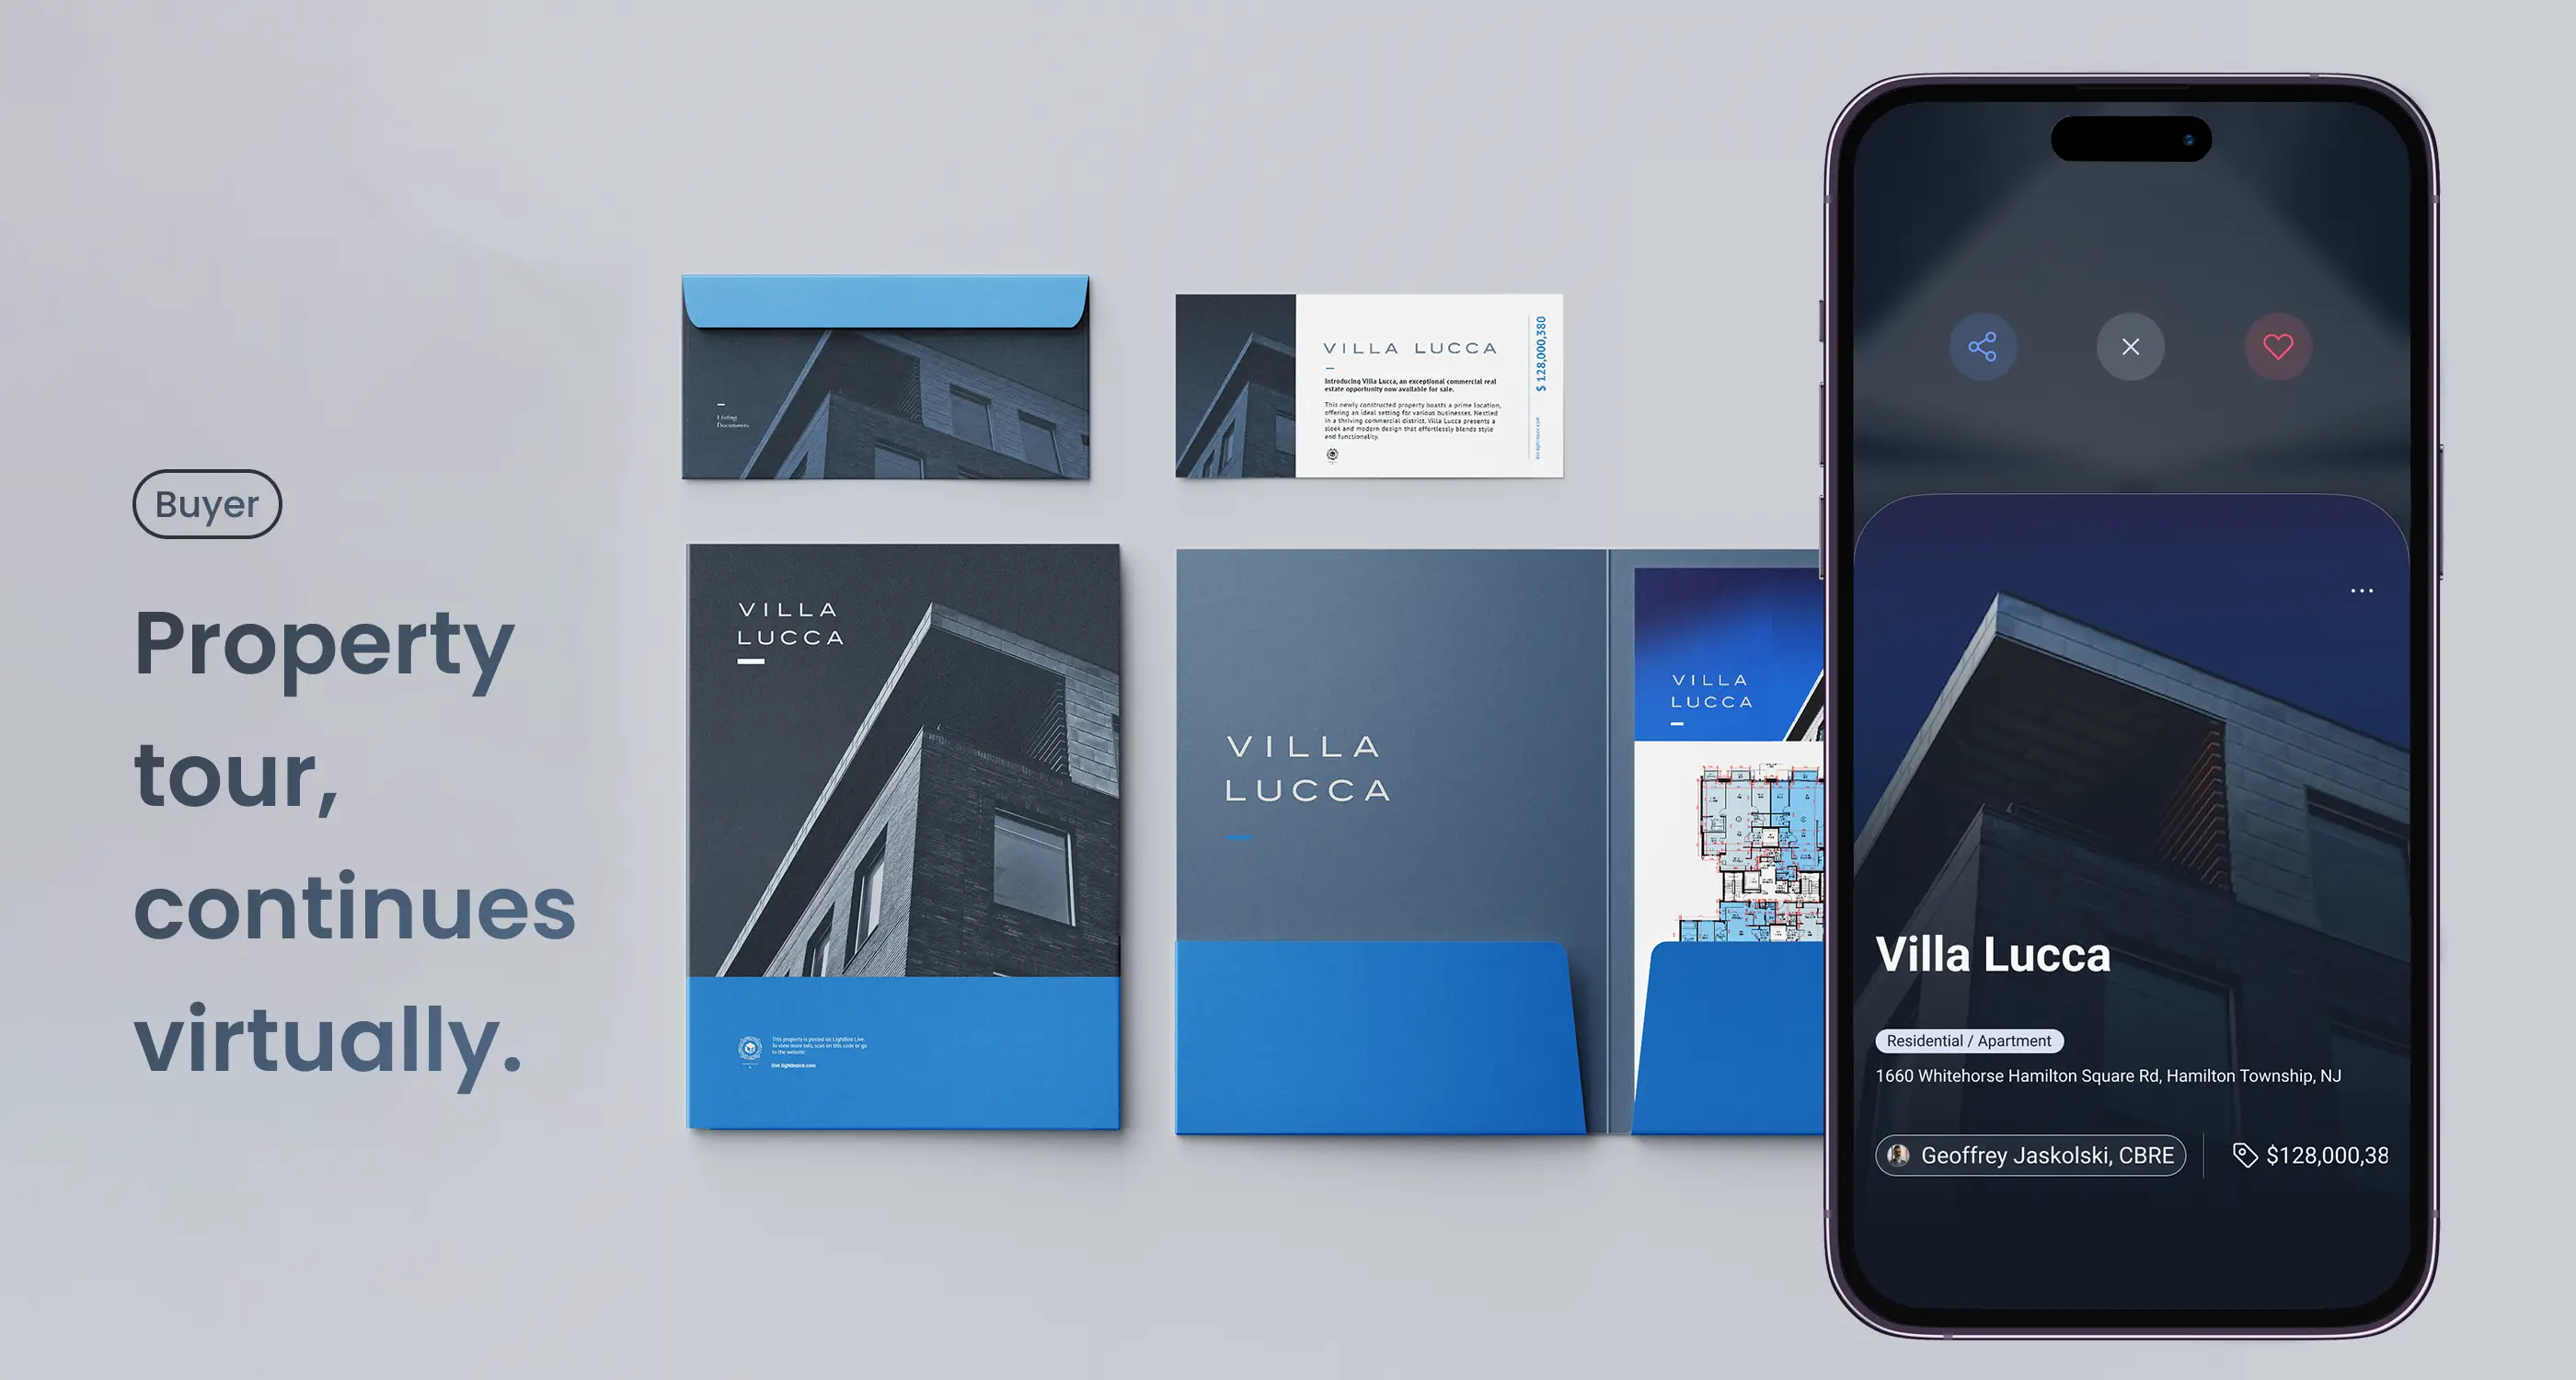 Buyer
Property
tour,
continues
virtually.
Living
Documents
VILLA LUCCA
Introducing Villa Lucca, an exceptional commercial real
estate opportunity now available for sale.
This newly constructed property boasts a prime location,
offering an ideal setting for various businesses. Nestled
in a thriving commercial district, Villa Lucca presents a
sleek and modern design that effortlessly blends style
and functionality.
$ 128,000,380
VILLA
LUCCA
This property is posted on LightBox Live.
To view more info, scan on this code or go
to the website:
live.lightboxre.com
VILLA
LUCCA
VILLA
LUCCA
Villa Lucca
Residential / Apartment
1660 Whitehorse Hamilton Square Rd, Hamilton Township, NJ
Geoffrey Jaskolski, CBRE
$128,000,38